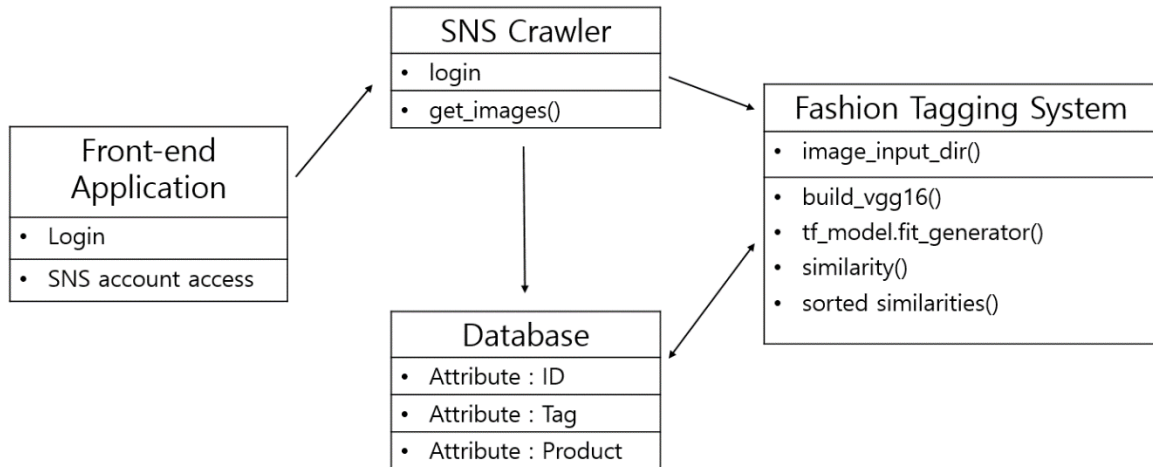 SNS Crawler
• login
• get_images()
Front-end
Application
• Login
• SNS account access
Fashion Tagging System
• image_input_dir()
• build_vgg16()
• tf_model.fit_generator()
• similarity()
• sorted similarities()
Database
• Attribute : ID
• Attribute : Tag
• Attribute : Product